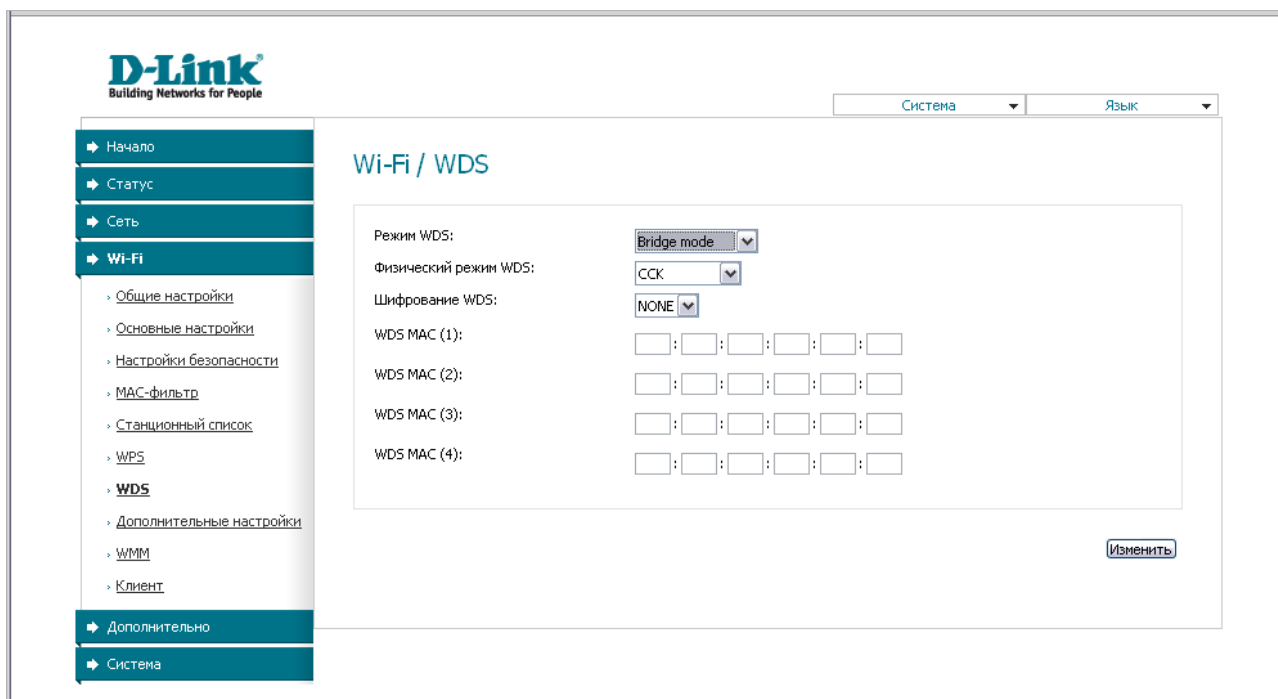 D-Link
Building Networks for People
Система
Язык
Начало
Статус
Сеть
Wi-Fi
Общие настройки
Основные настройки
Настройки безопасности
MAC-фильтр
Станционный список
WPS
WDS
Дополнительные настройки
WMM
Клиент
Дополнительно
Система
Wi-Fi / WDS
Режим WDS: Bridge mode
Физический режим WDS: CCK
Шифрование WDS: NONE
WDS MAC (1): : : : : :
WDS MAC (2): : : : : :
WDS MAC (3): : : : : :
WDS MAC (4): : : : : :
Изменить